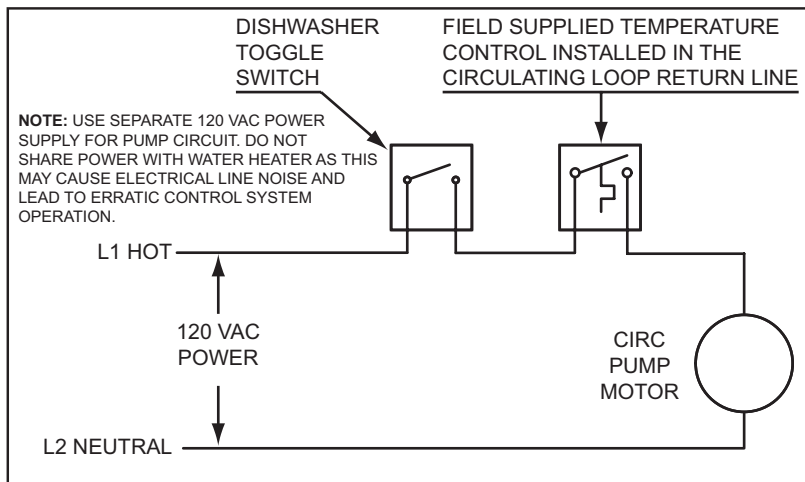 DISHWASHER
TOGGLE
SWITCH
FIELD SUPPLIED TEMPERATURE
CONTROL INSTALLED IN THE
CIRCULATING LOOP RETURN LINE
NOTE: USE SEPARATE 120 VAC POWER
SUPPLY FOR PUMP CIRCUIT. DO NOT
SHARE POWER WITH WATER HEATER AS THIS
MAY CAUSE ELECTRICAL LINE NOISE AND
LEAD TO ERRATIC CONTROL SYSTEM
OPERATION.
L1 HOT
120 VAC
POWER
CIRC
PUMP
MOTOR
L2 NEUTRAL